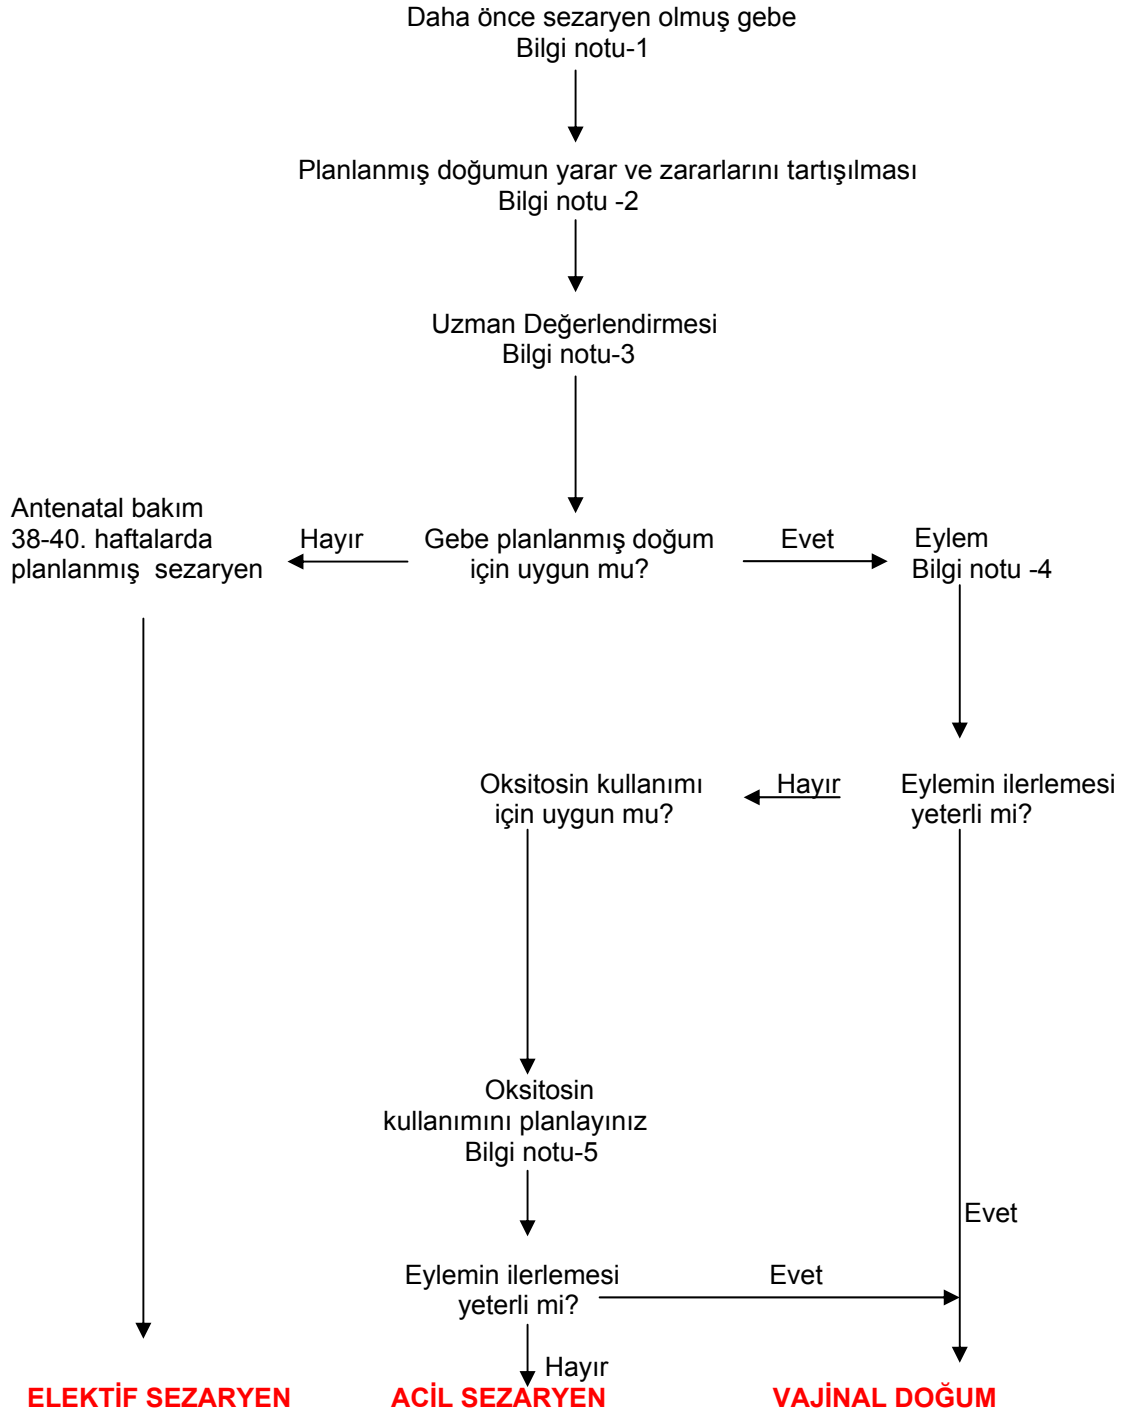 Daha önce sezaryen olmuş gebe
Bilgi notu-1
Planlanmış doğumun yarar ve zararlarını tartışılması
Bilgi notu -2
Uzman Değerlendirmesi
Bilgi notu-3
Antenatal bakım
38-40. haftalarda
planlanmış  sezaryen
Hayır
Gebe planlanmış doğum
için uygun mu?
Evet
Eylem
Bilgi notu -4
Oksitosin kullanımı
için uygun mu?
Hayır
Eylemin ilerlemesi
yeterli mi?
Oksitosin
kullanımını planlayınız
Bilgi notu-5
Evet
Eylemin ilerlemesi
yeterli mi?
Evet
Hayır
ELEKTİF SEZARYEN
ACİL SEZARYEN
VAJİNAL DOĞUM